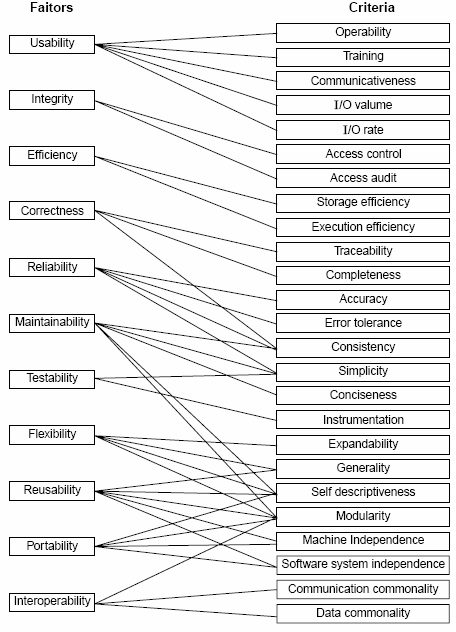 Faitors
Criteria
Usability
Integrity
Efficiency
Correctness
Reliability
Maintainability
Testability
Flexibility
Reusability
Portability
Interoperability
Operability
Training
Communicativeness
I/O volume
I/O rate
Access control
Access audit
Storage efficiency
Execution efficiency
Traceability
Completeness
Accuracy
Error tolerance
Consistency
Simplicity
Conciseness
Instrumentation
Expandability
Generality
Self descriptiveness
Modularity
Machine Independence
Software system independence
Communication commonality
Data commonality